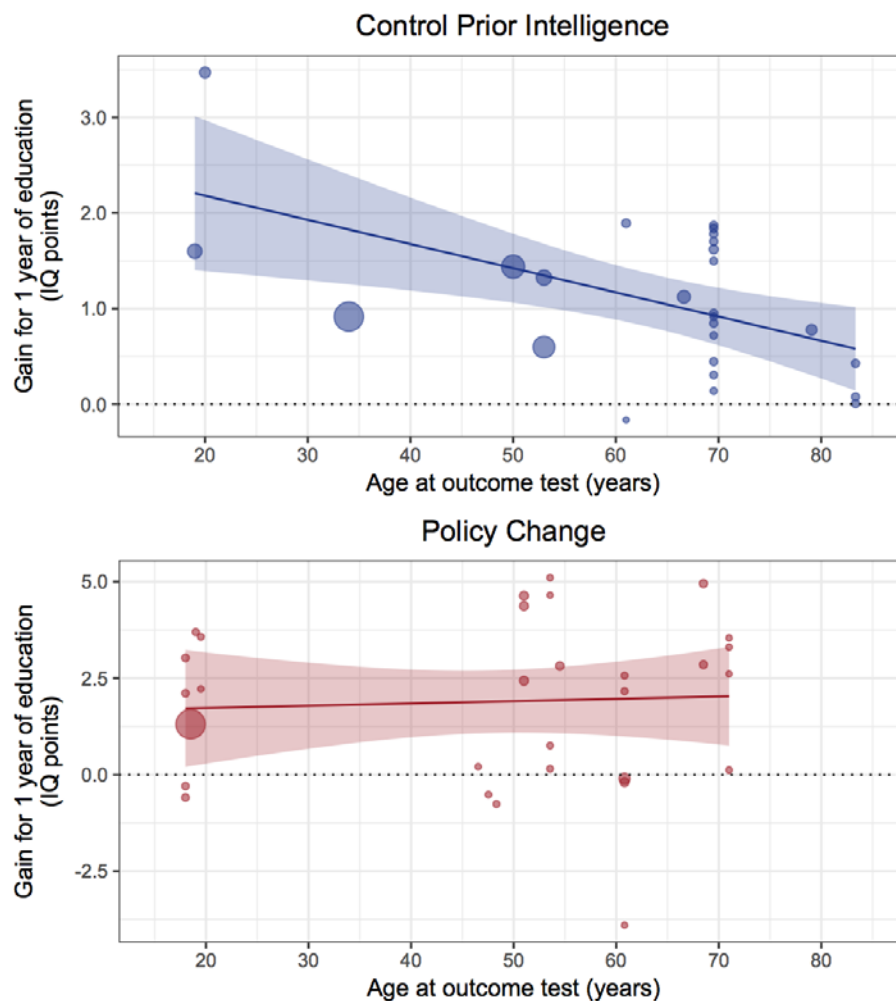 Control Prior Intelligence
Gain for 1 year of education
(IQ points)
3.0
2.0
1.0
0.0
20 30 40 50 60 70 80
Age at outcome test (years)
Policy Change
Gain for 1 year of education
(IQ points)
5.0
2.5
0.0
-2.5
20 30 40 50 60 70 80
Age at outcome test (years)